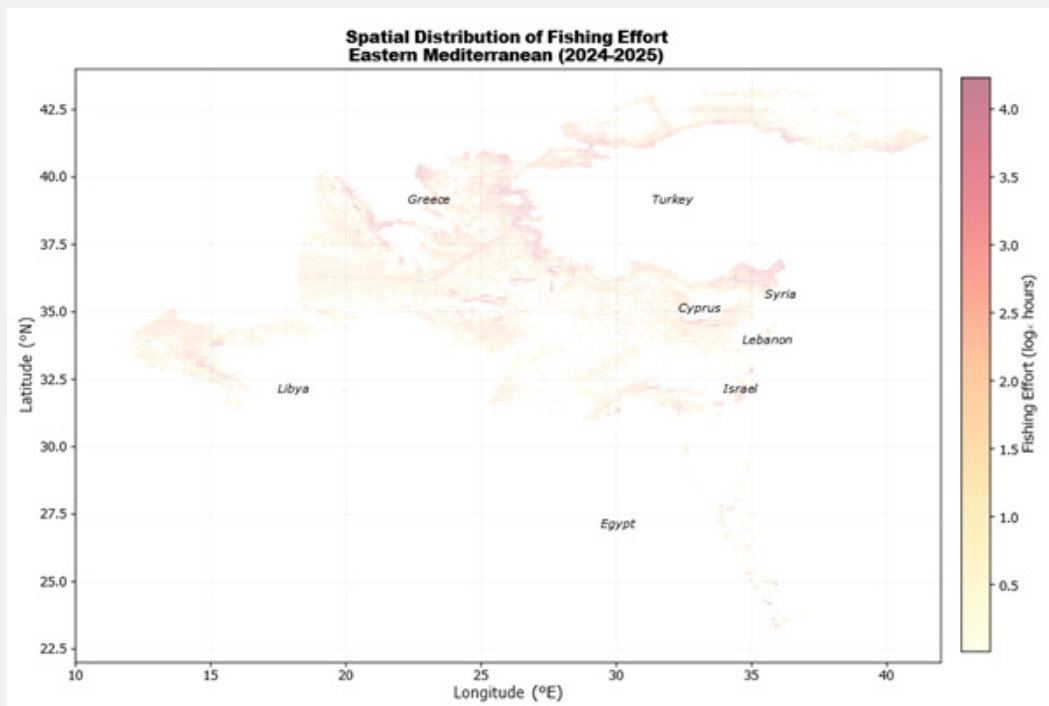 Spatial Distribution of Fishing Effort
Eastern Mediterranean (2024-2025)
42.5
40.0
37.5
35.0
32.5
30.0
27.5
25.0
22.5
Latitude (ºN)
Greece
Turkey
Syria
Cyprus
Lebanon
Libya
Israel
Egypt
10
15
20
25
30
35
40
Longitude (ºE)
4.0
3.5
3.0
2.5
2.0
1.5
1.0
0.5
Fishing Effort (log hours)